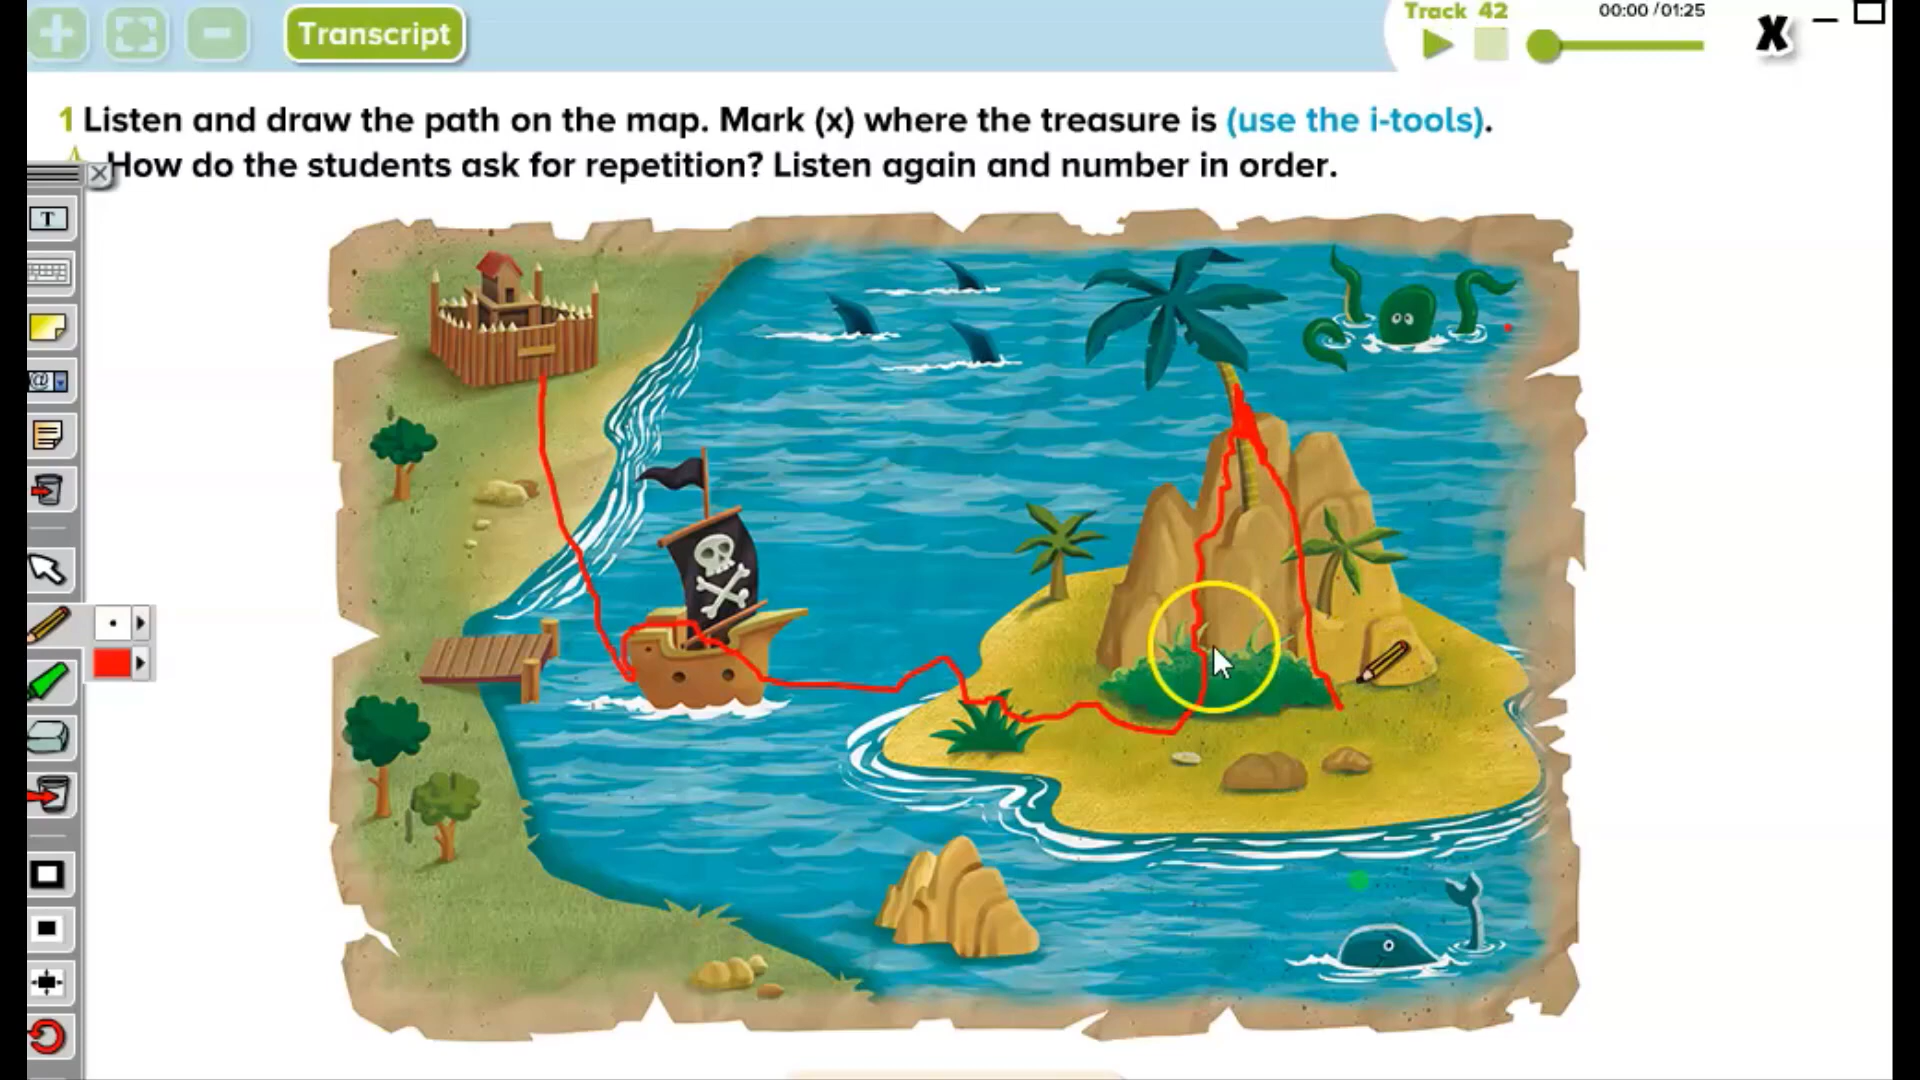 Transcript
Track 42
00:00 /01:25
X
1 Listen and draw the path on the map. Mark (x) where the treasure is (use the i-tools).
How do the students ask for repetition? Listen again and number in order.
T
@